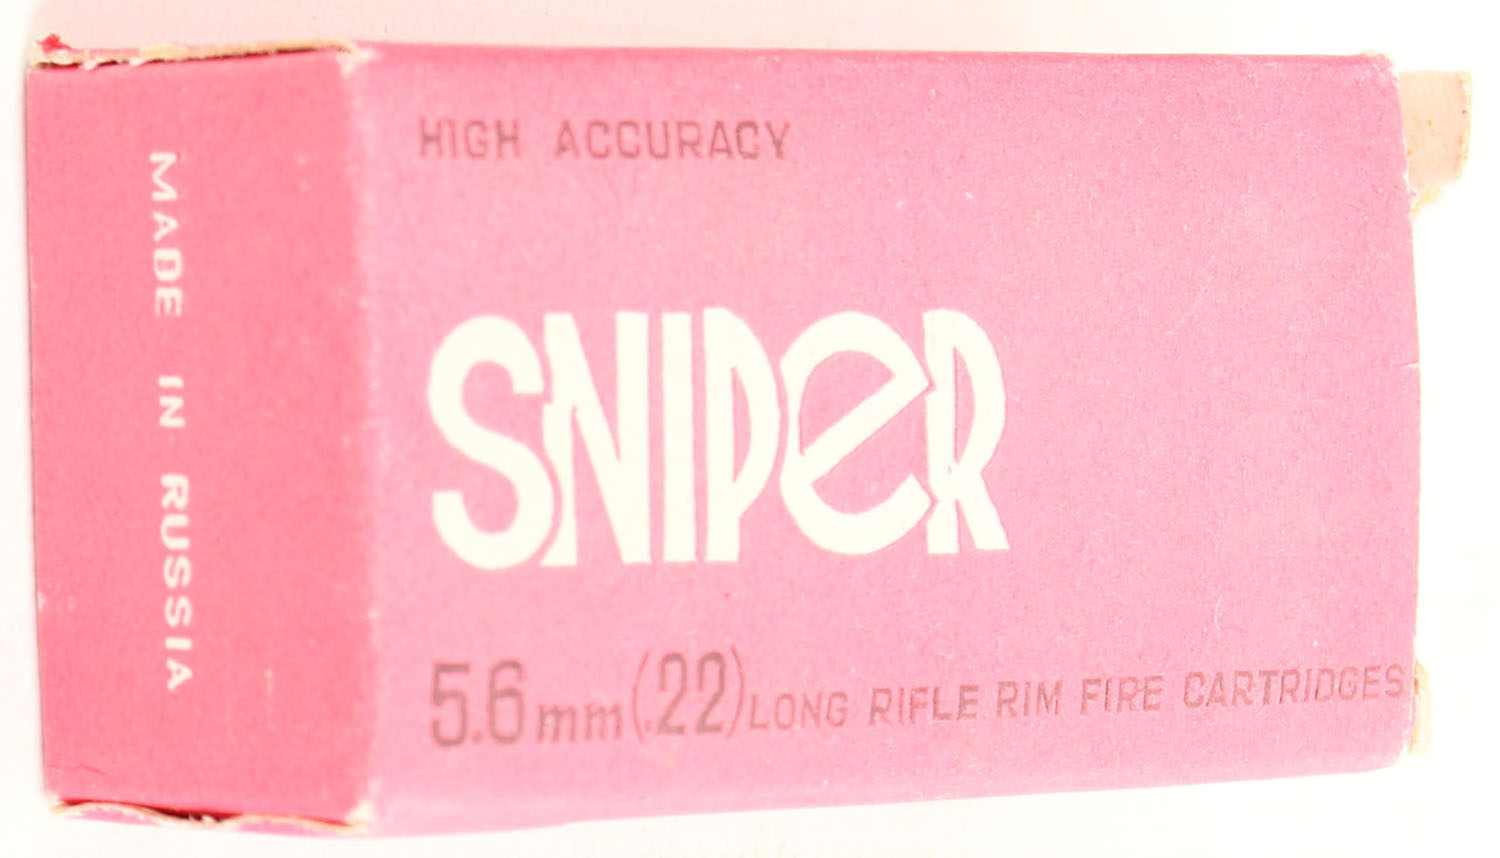 HIGH ACCURACY
SNIPeR
5.6mm(.22)LONG RIFLE RIM FIRE CARTRIDGES
MADE IN RUSSIA